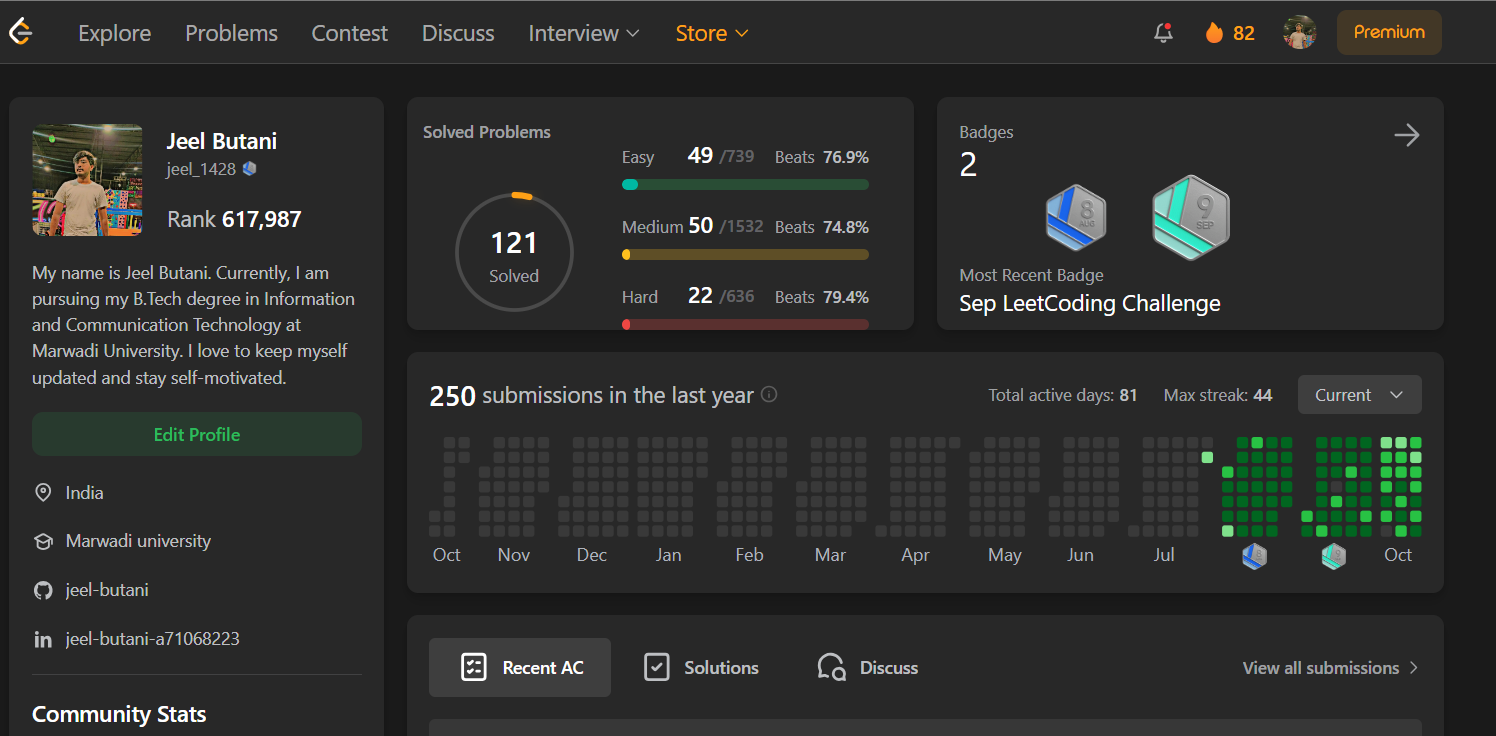 Explore Problems Contest Discuss Interview Store 82 Premium
Jeel Butani
jeel_1428
Rank 617,987
My name is Jeel Butani. Currently, I am
pursuing my B.Tech degree in Information
and Communication Technology at
Marwadi University. I love to keep myself
updated and stay self-motivated.
Edit Profile
India
Marwadi university
jeel-butani
jeel-butani-a71068223
Community Stats
Solved Problems
121
Solved
Easy 49 /739 Beats 76.9%
Medium 50 /1532 Beats 74.8%
Hard 22 /636 Beats 79.4%
Badges
2
8
AUG
9
SEP
Most Recent Badge
Sep LeetCoding Challenge
250 submissions in the last year
Total active days: 81 Max streak: 44 Current
Oct Nov Dec Jan Feb Mar Apr May Jun Jul Oct
Recent AC Solutions Discuss View all submissions